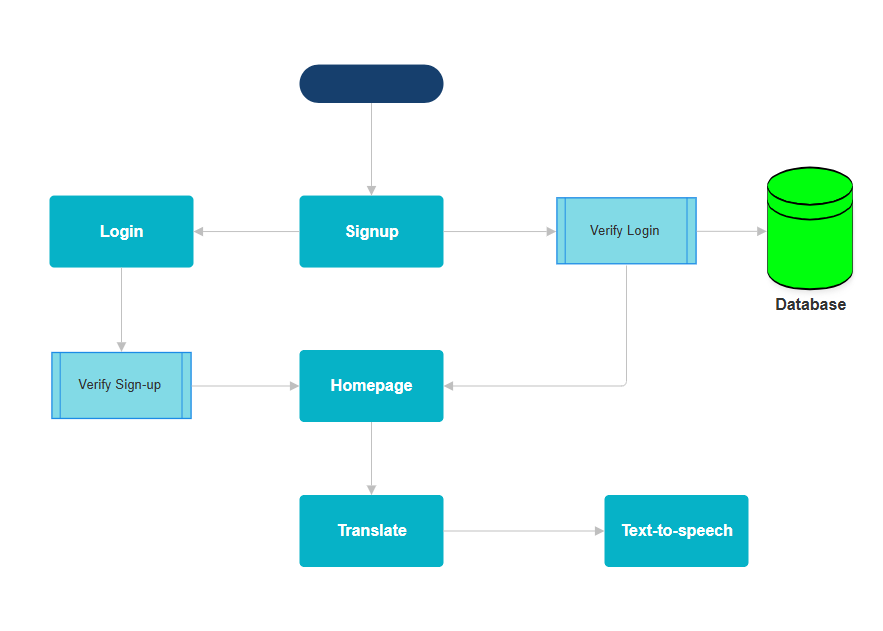 Login
Signup
Verify Login
Database
Verify Sign-up
Homepage
Translate
Text-to-speech